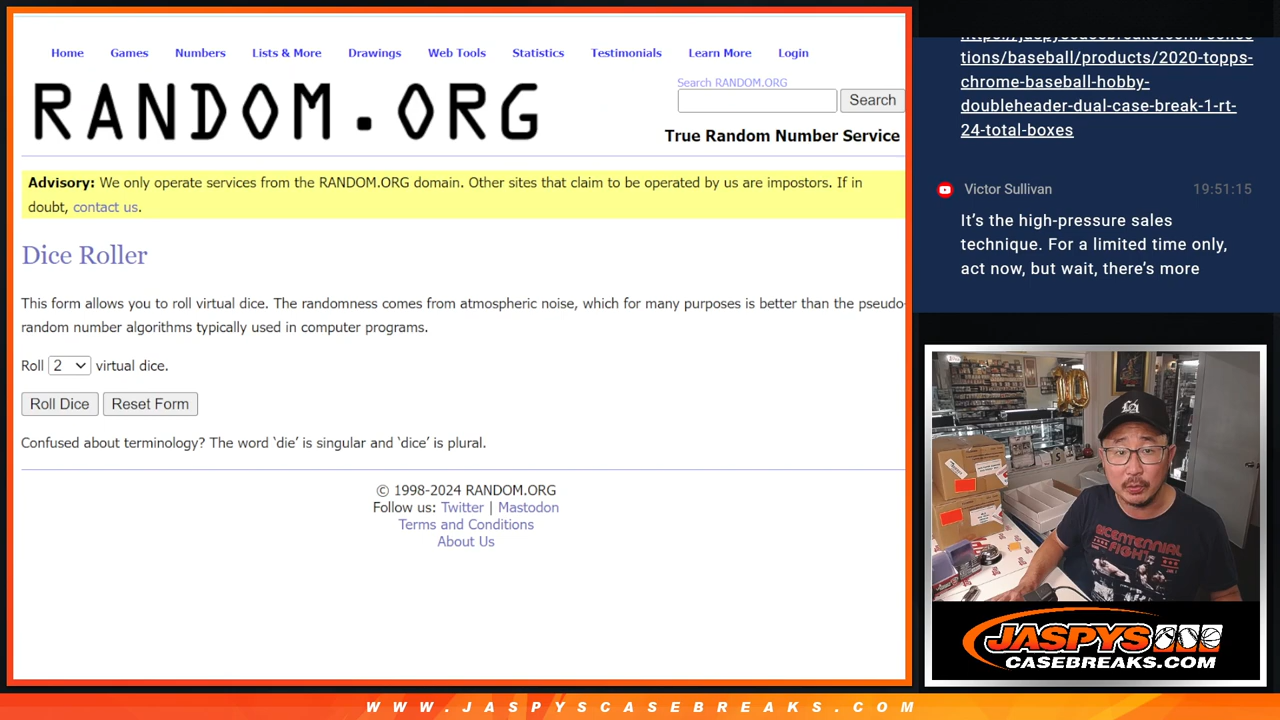 Home Games Numbers Lists & More Drawings Web Tools Statistics Testimonials Learn More Login
RANDOM.ORG
Search RANDOM.ORG
Search
True Random Number Service
Advisory: We only operate services from the RANDOM.ORG domain. Other sites that claim to be operated by us are impostors. If in
doubt, contact us.
Dice Roller
This form allows you to roll virtual dice. The randomness comes from atmospheric noise, which for many purposes is better than the pseudo-
random number algorithms typically used in computer programs.
Roll 2 virtual dice.
Roll Dice Reset Form
Confused about terminology? The word ‘die’ is singular and ‘dice’ is plural.
© 1998-2024 RANDOM.ORG
Follow us: Twitter | Mastodon
Terms and Conditions
About Us
tions/baseball/products/2020-topps-
chrome-baseball-hobby-
doubleheader-dual-case-break-1-rt-
24-total-boxes
Victor Sullivan 19:51:15
It’s the high-pressure sales
technique. For a limited time only,
act now, but wait, there’s more
10
BICENTENNIAL
FIGHT
JASPYS
CASEBREAKS.COM
WWW.JASPYSCASEBREAKS.COM